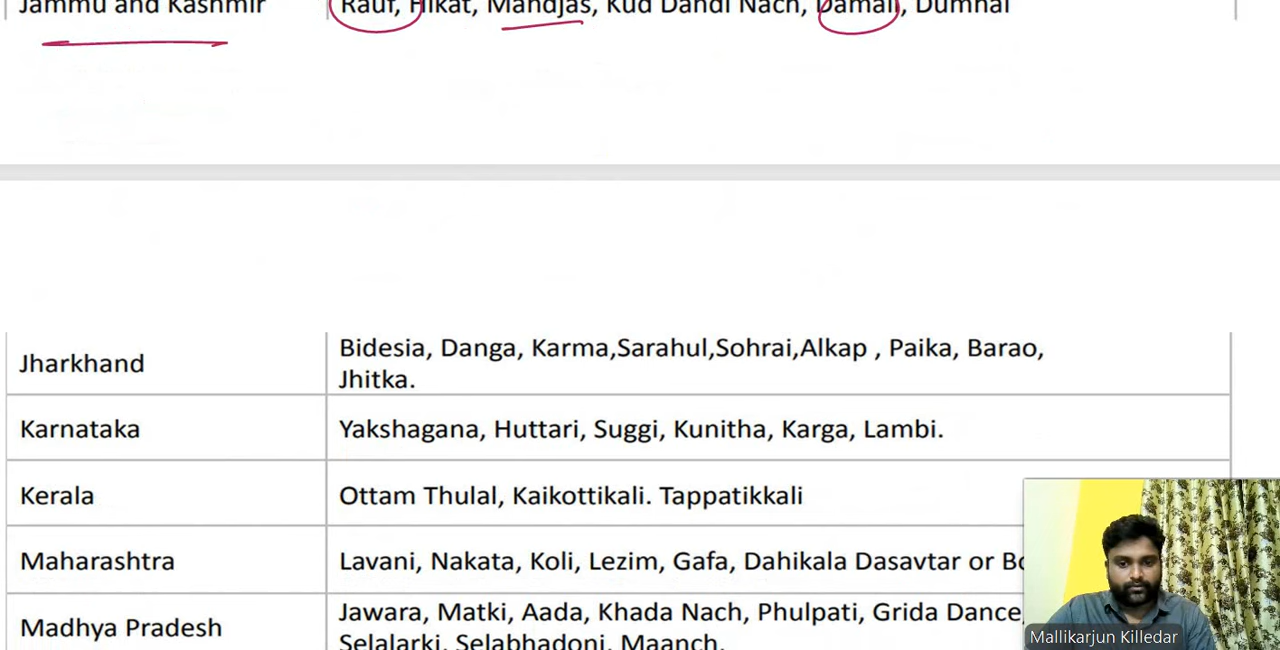 Jammu and Kashmir
Rauf, Hikat, Mandjas, Kud Dandi Nach, Damali, Dumhal
Jharkhand
Bidesia, Danga, Karma,Sarahul,Sohrai,Alkap , Paika, Barao,
Jhitka.
Karnataka
Yakshagana, Huttari, Suggi, Kunitha, Karga, Lambi.
Kerala
Ottam Thulal, Kaikottikali. Tappatikkali
Maharashtra
Lavani, Nakata, Koli, Lezim, Gafa, Dahikala Dasavtar or
Madhya Pradesh
Jawara, Matki, Aada, Khada Nach, Phulpati, Grida Dance,
Selalarki, Selabhadoni, Maanch.
Mallikarjun Killedar